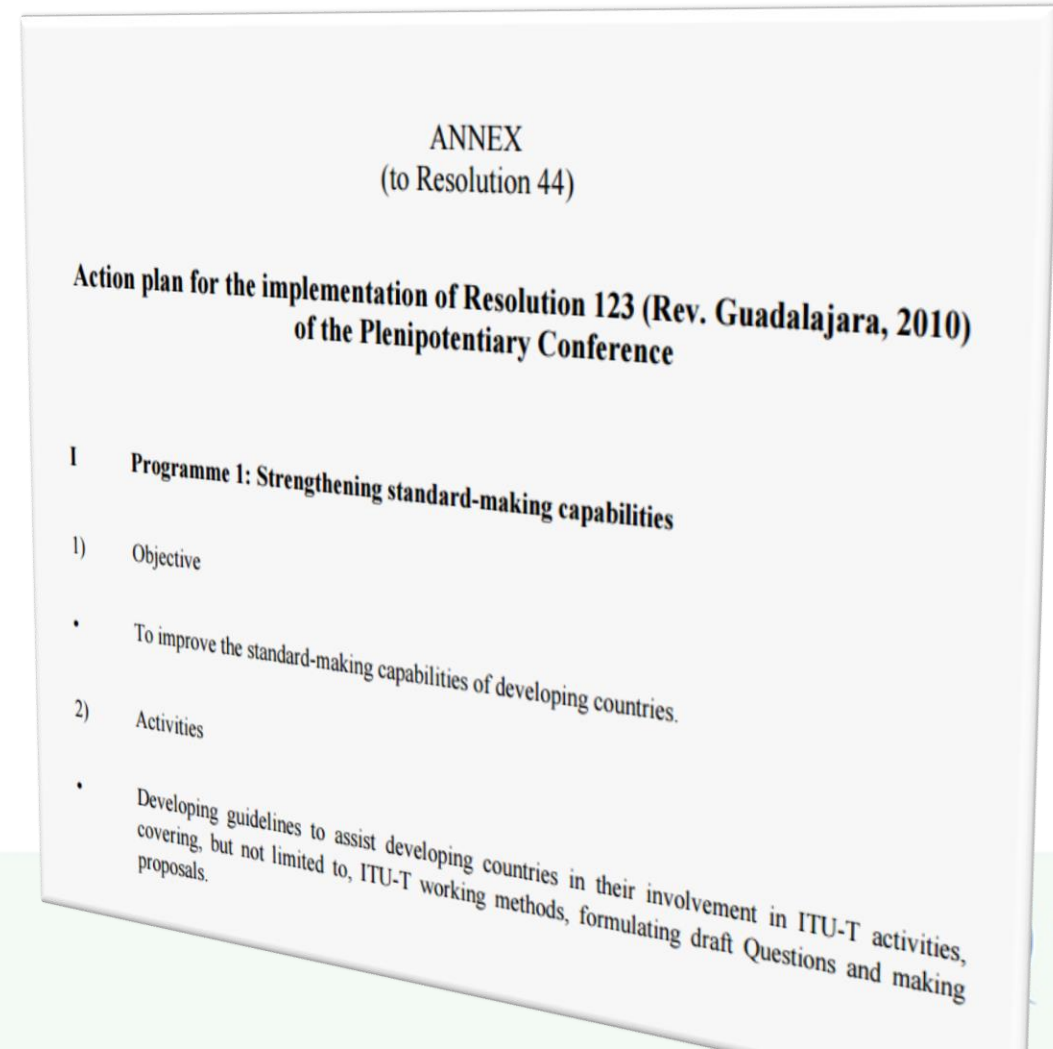 ANNEX
(to Resolution 44)
Action plan for the implementation of Resolution 123 (Rev. Guadalajara, 2010)
of the Plenipotentiary Conference
I Programme 1: Strengthening standard-making capabilities
1) Objective
• To improve the standard-making capabilities of developing countries.
2) Activities
• Developing guidelines to assist developing countries in their involvement in ITU-T activities,
covering, but not limited to, ITU-T working methods, formulating draft Questions and making
proposals.